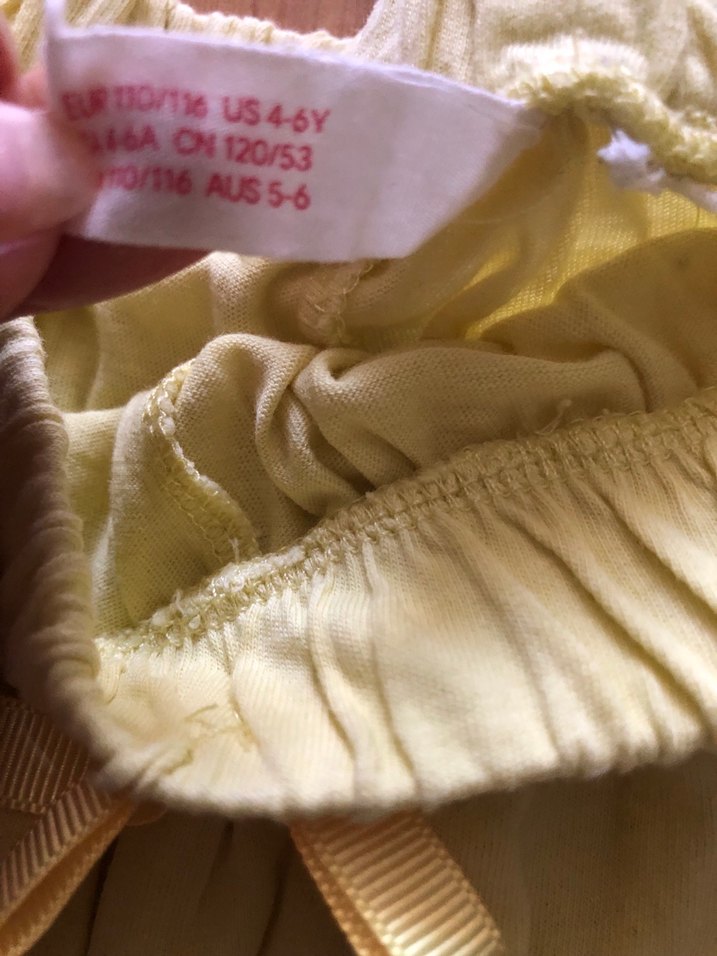 EUR 110/116 US 4-6Y
4-6A CN 120/53
110/116 AUS 5-6